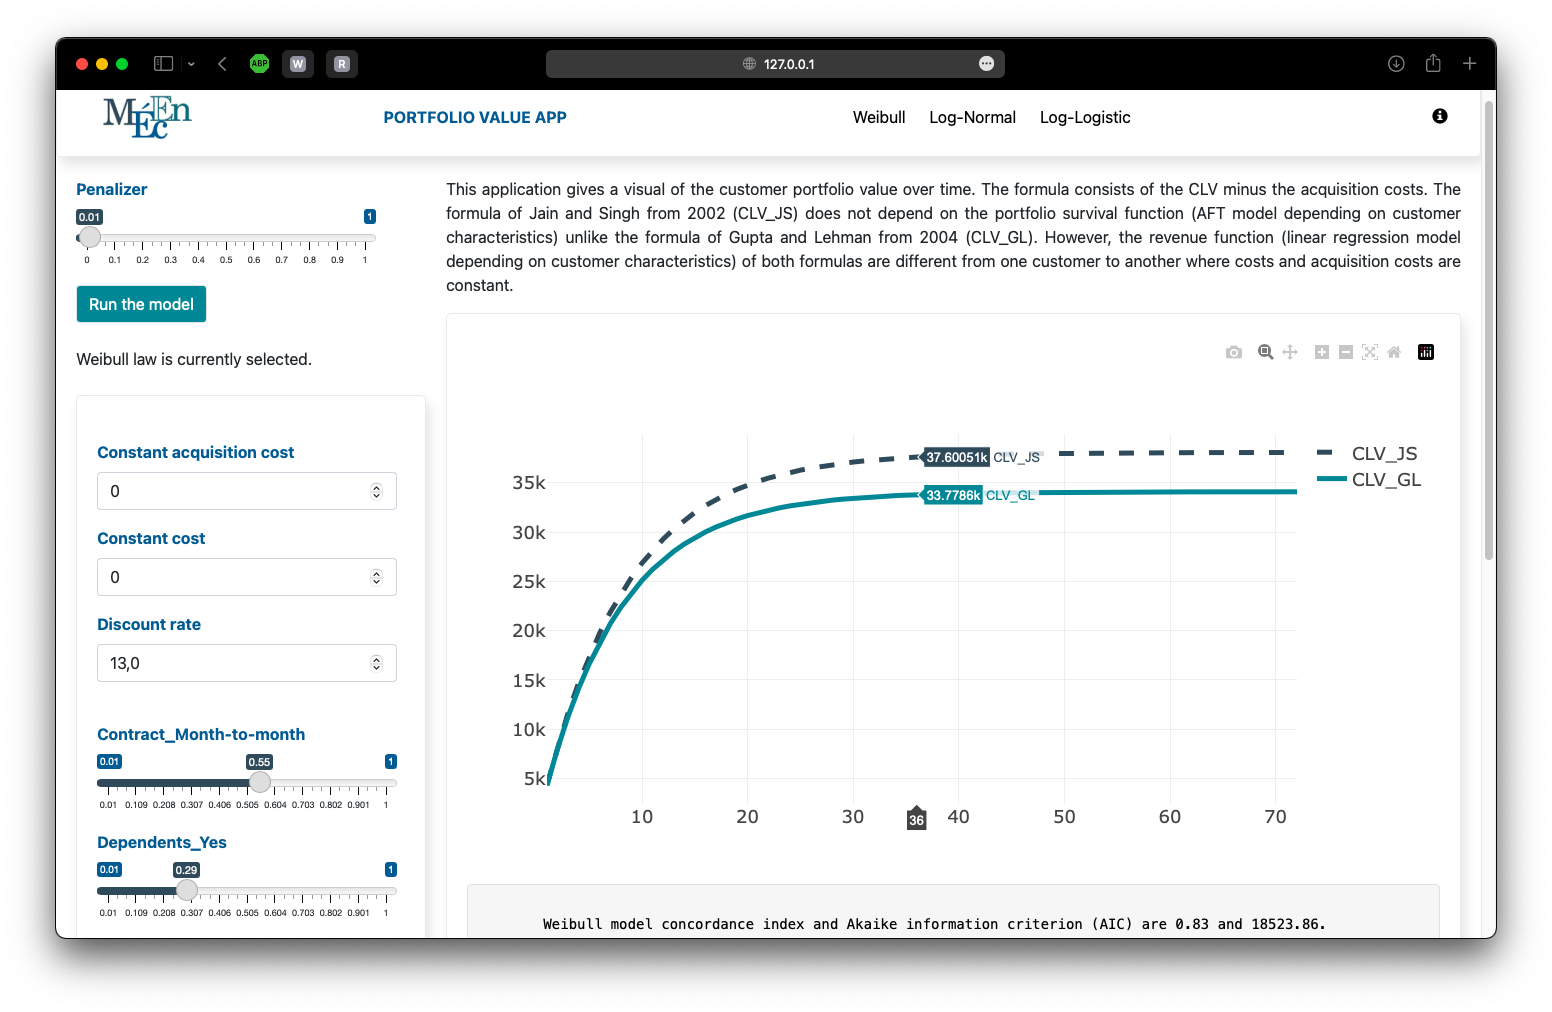 ABP W R 127.0.0.1
MÉEn
Ec
PORTFOLIO VALUE APP
Weibull Log-Normal Log-Logistic
Penalizer
0.01 1
0 0.1 0.2 0.3 0.4 0.5 0.6 0.7 0.8 0.9 1
Run the model
Weibull law is currently selected.
Constant acquisition cost
0
Constant cost
0
Discount rate
13,0
Contract_Month-to-month
0.01 0.55 1
0.01 0.109 0.208 0.307 0.406 0.505 0.604 0.703 0.802 0.901 1
Dependents_Yes
0.01 0.29 1
0.01 0.109 0.208 0.307 0.406 0.505 0.604 0.703 0.802 0.901 1
This application gives a visual of the customer portfolio value over time. The formula consists of the CLV minus the acquisition costs. The
formula of Jain and Singh from 2002 (CLV_JS) does not depend on the portfolio survival function (AFT model depending on customer
characteristics) unlike the formula of Gupta and Lehman from 2004 (CLV_GL). However, the revenue function (linear regression model
depending on customer characteristics) of both formulas are different from one customer to another where costs and acquisition costs are
constant.
37.60051k CLV_JS
33.7786k CLV_GL
CLV_JS
CLV_GL
35k
30k
25k
20k
15k
10k
5k
10 20 30 36 40 50 60 70
Weibull model concordance index and Akaike information criterion (AIC) are 0.83 and 18523.86.